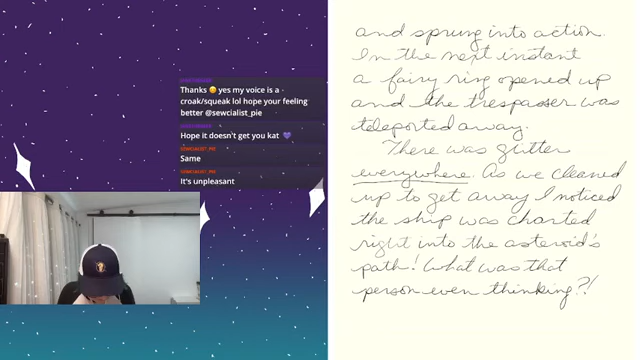 Thanks 😁 yes my voice is a
croak/squeak lol hope your feeling
better @sewcialist_pie
Hope it doesn't get you kat 💜
SEWCIALIST_PIE
Same
SEWCIALIST_PIE
It's unpleasant
and sprung into action.
In the next instant
a fairy ring opened up
and the trespasser was
teleported away.
There was glitter
everywhere. As we cleaned
up to get away I noticed
the ship was charted
right into the asteroid's
path! What was that
person even thinking?!